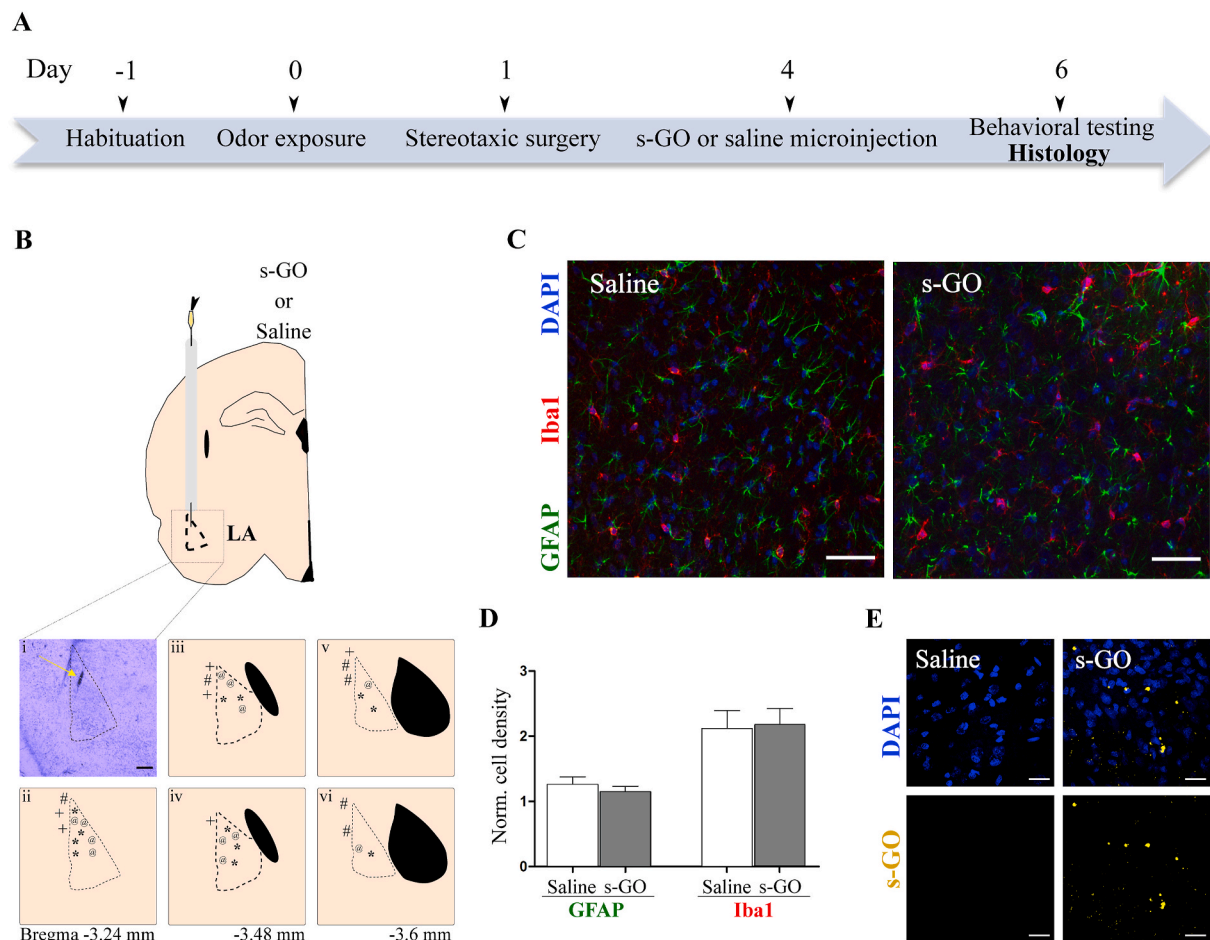 A
Day -1 0 1 4 6
Habituation Odor exposure Stereotaxic surgery s-GO or saline microinjection Behavioral testing
Histology
B
s-GO
or
Saline
LA
i
iii
+
@
#
@
#
+
* *
@
v
+
#
# @
*
*
ii
#
*
+ @ @
+ *
* @
* @
iv
*
@ @
*
@ *
@ *
vi
#
#
@ *
Bregma -3.24 mm -3.48 mm -3.6 mm
C
GFAP Iba1 DAPI
Saline
s-GO
D
Norm. cell density
3
2
1
0
Saline s-GO Saline s-GO
GFAP Iba1
E
DAPI
Saline
s-GO
s-GO